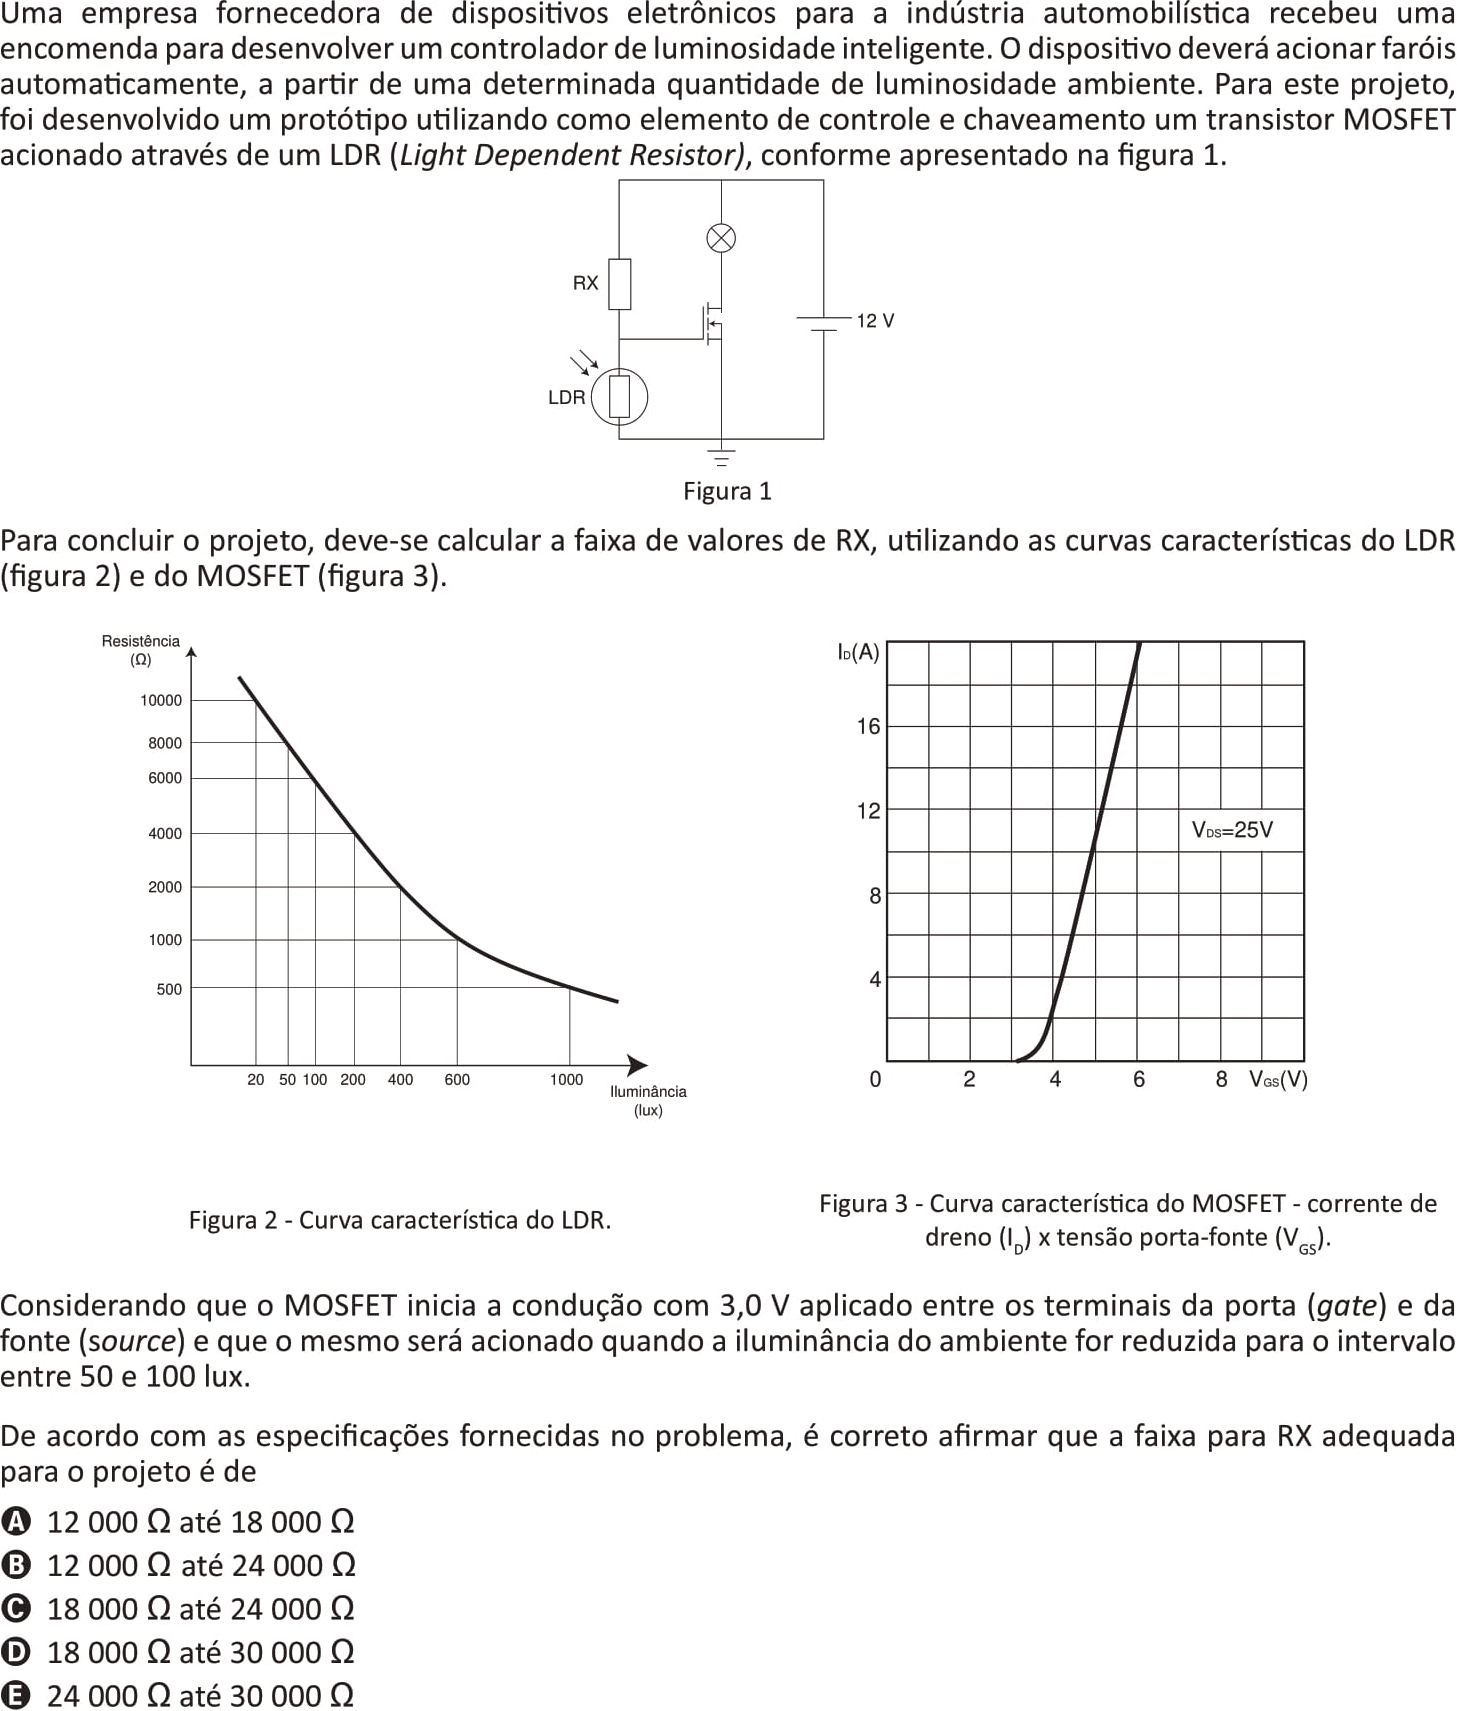 Uma empresa fornecedora de dispositivos eletrônicos para a indústria automobilística recebeu uma
encomenda para desenvolver um controlador de luminosidade inteligente. O dispositivo deverá acionar faróis
automaticamente, a partir de uma determinada quantidade de luminosidade ambiente. Para este projeto,
foi desenvolvido um protótipo utilizando como elemento de controle e chaveamento um transistor MOSFET
acionado através de um LDR (Light Dependent Resistor), conforme apresentado na figura 1.
RX
12 V
LDR
Figura 1
Para concluir o projeto, deve-se calcular a faixa de valores de RX, utilizando as curvas características do LDR
(figura 2) e do MOSFET (figura 3).
Resistência
(Ω)
10000
8000
6000
4000
2000
1000
500
20 50 100 200 400 600 1000
Iluminância
(lux)
Figura 2 - Curva característica do LDR.
ID(A)
16
12
VDS=25V
8
4
0 2 4 6 8 VGS(V)
Figura 3 - Curva característica do MOSFET - corrente de
dreno (ID) x tensão porta-fonte (VGS).
Considerando que o MOSFET inicia a condução com 3,0 V aplicado entre os terminais da porta (gate) e da
fonte (source) e que o mesmo será acionado quando a iluminância do ambiente for reduzida para o intervalo
entre 50 e 100 lux.
De acordo com as especificações fornecidas no problema, é correto afirmar que a faixa para RX adequada
para o projeto é de
A 12 000 Ω até 18 000 Ω
B 12 000 Ω até 24 000 Ω
C 18 000 Ω até 24 000 Ω
D 18 000 Ω até 30 000 Ω
E 24 000 Ω até 30 000 Ω